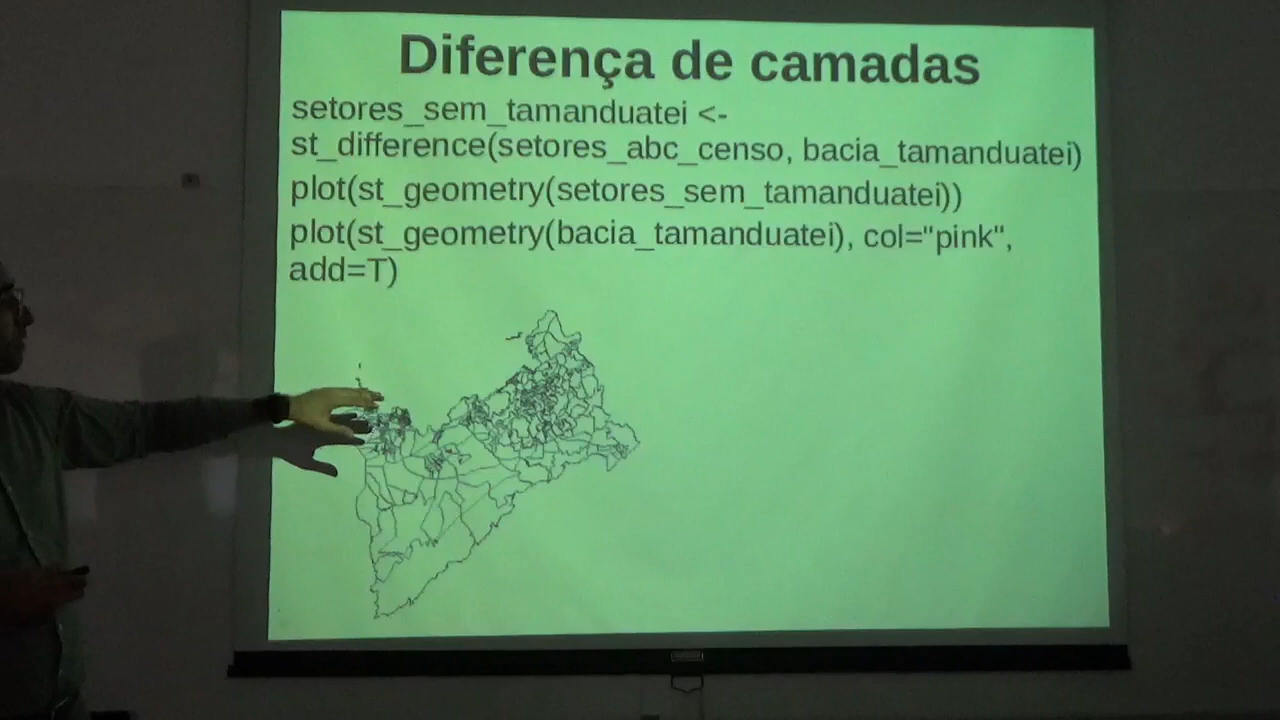 Diferença de camadas
setores_sem_tamanduatei <-
st_difference(setores_abc_censo, bacia_tamanduatei)
plot(st_geometry(setores_sem_tamanduatei))
plot(st_geometry(bacia_tamanduatei), col="pink",
add=T)